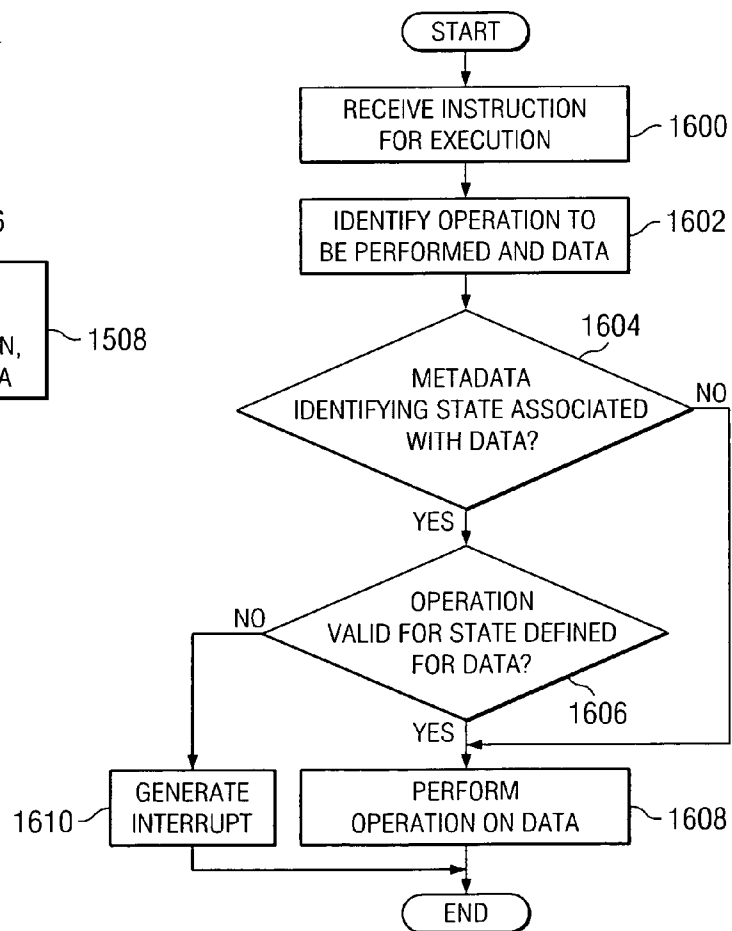 START
RECEIVE INSTRUCTION
FOR EXECUTION
1600
IDENTIFY OPERATION TO
BE PERFORMED AND DATA
1602
1508
1604
METADATA
IDENTIFYING STATE ASSOCIATED
WITH DATA?
NO
YES
OPERATION
VALID FOR STATE DEFINED
FOR DATA?
NO
1606
YES
GENERATE
INTERRUPT
1610
PERFORM
OPERATION ON DATA
1608
END